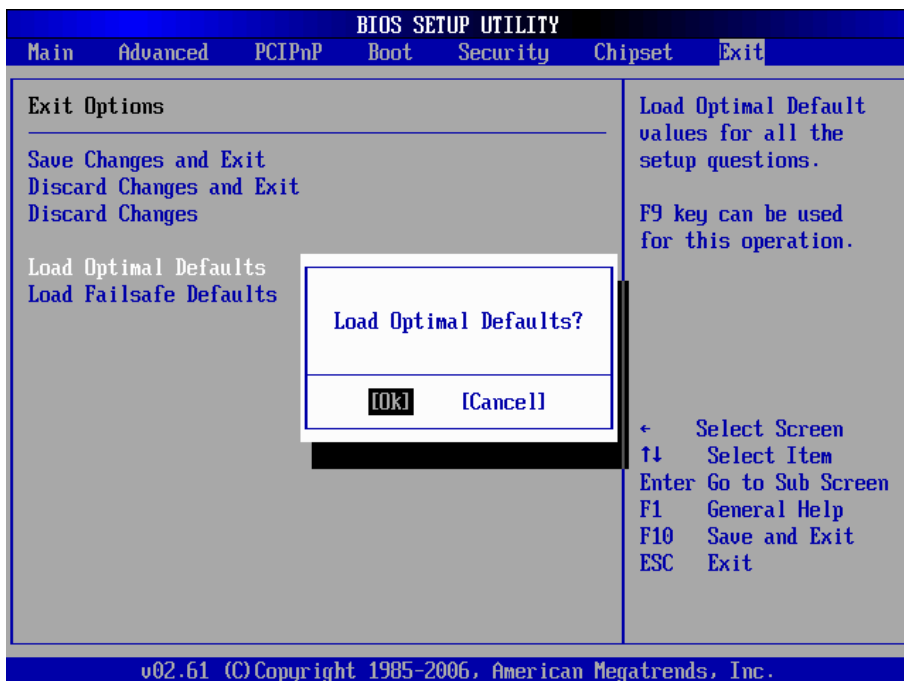 BIOS SETUP UTILITY
Main Advanced PCIPnP Boot Security Chipset Exit
Exit Options
Save Changes and Exit
Discard Changes and Exit
Discard Changes
Load Optimal Defaults
Load Failsafe Defaults
Load Optimal Defaults?
[Ok] [Cancel]
Load Optimal Default
values for all the
setup questions.
F9 key can be used
for this operation.
← Select Screen
↑↓ Select Item
Enter Go to Sub Screen
F1 General Help
F10 Save and Exit
ESC Exit
v02.61 (C)Copyright 1985-2006, American Megatrends, Inc.